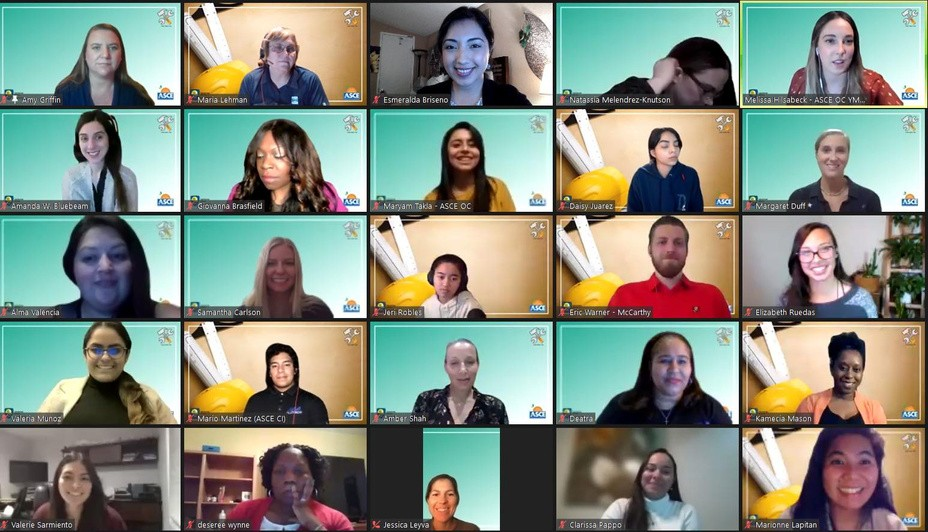 ASCE
Amy Griffin
ASCE
Maria Lehman
Esmeralda Briseno
Natassia Melendrez-Knutson
ASCE
Melissa Hilsabeck - ASCE OC YM...
ASCE
Amanda W. Bluebeam
ASCE
Giovanna Brasfield
Maryam Takla - ASCE OC
ASCE
Daisy Juarez
ASCE
Margaret Duff
ASCE
Alma Valencia
Samantha Carlson
ASCE
Jeri Robles
ASCE
Eric Warner - McCarthy
ASCE
Elizabeth Ruedas
Valeria Munoz
ASCE
Mario Martinez (ASCE CI)
ASCE
Amber Shah
ASCE
Deatra
ASCE
Kamecia Mason
ASCE
Valerie Sarmiento
deseree wynne
Jessica Leyva
Clarissa Pappo
Marionne Lapitan